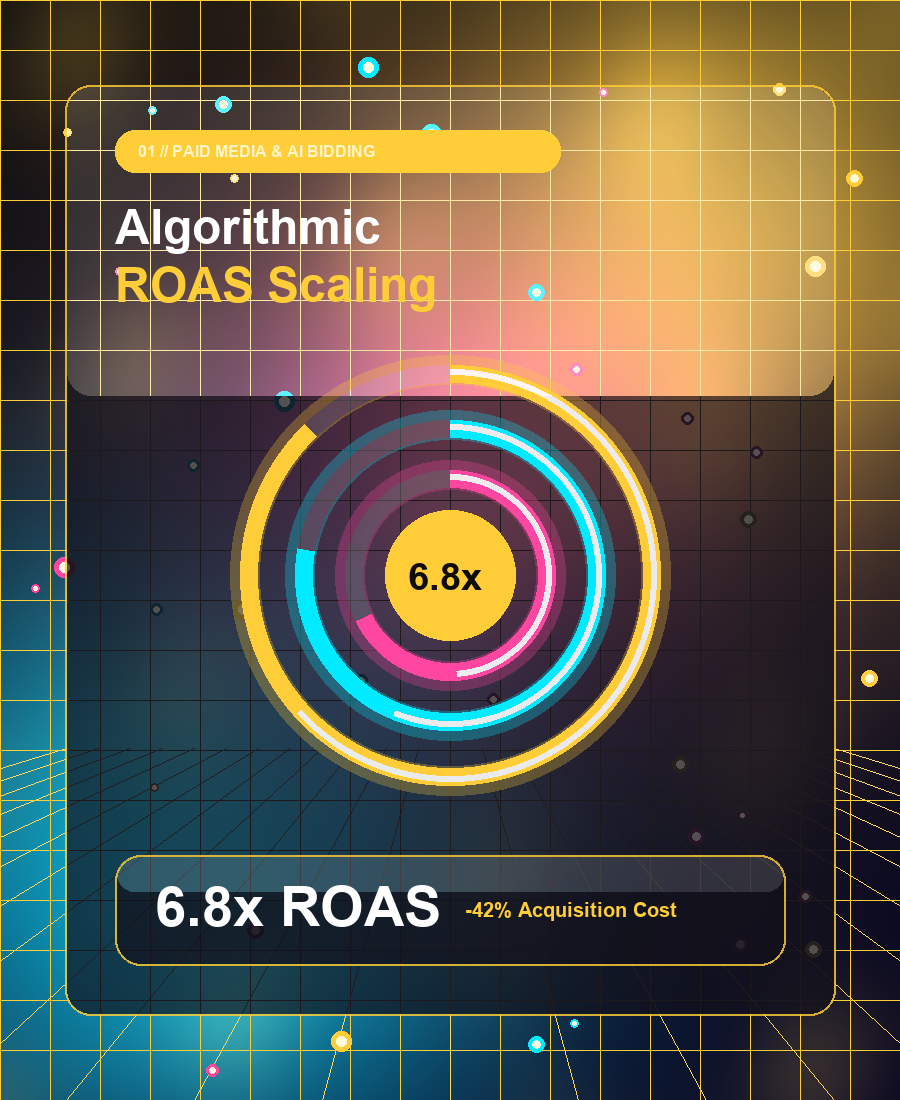 01 // PAID MEDIA & AI BIDDING
Algorithmic
ROAS Scaling
6.8x
6.8x ROAS
-42% Acquisition Cost